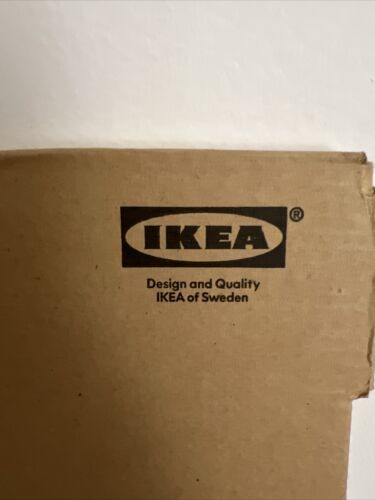 IKEA®
Design and Quality
IKEA of Sweden